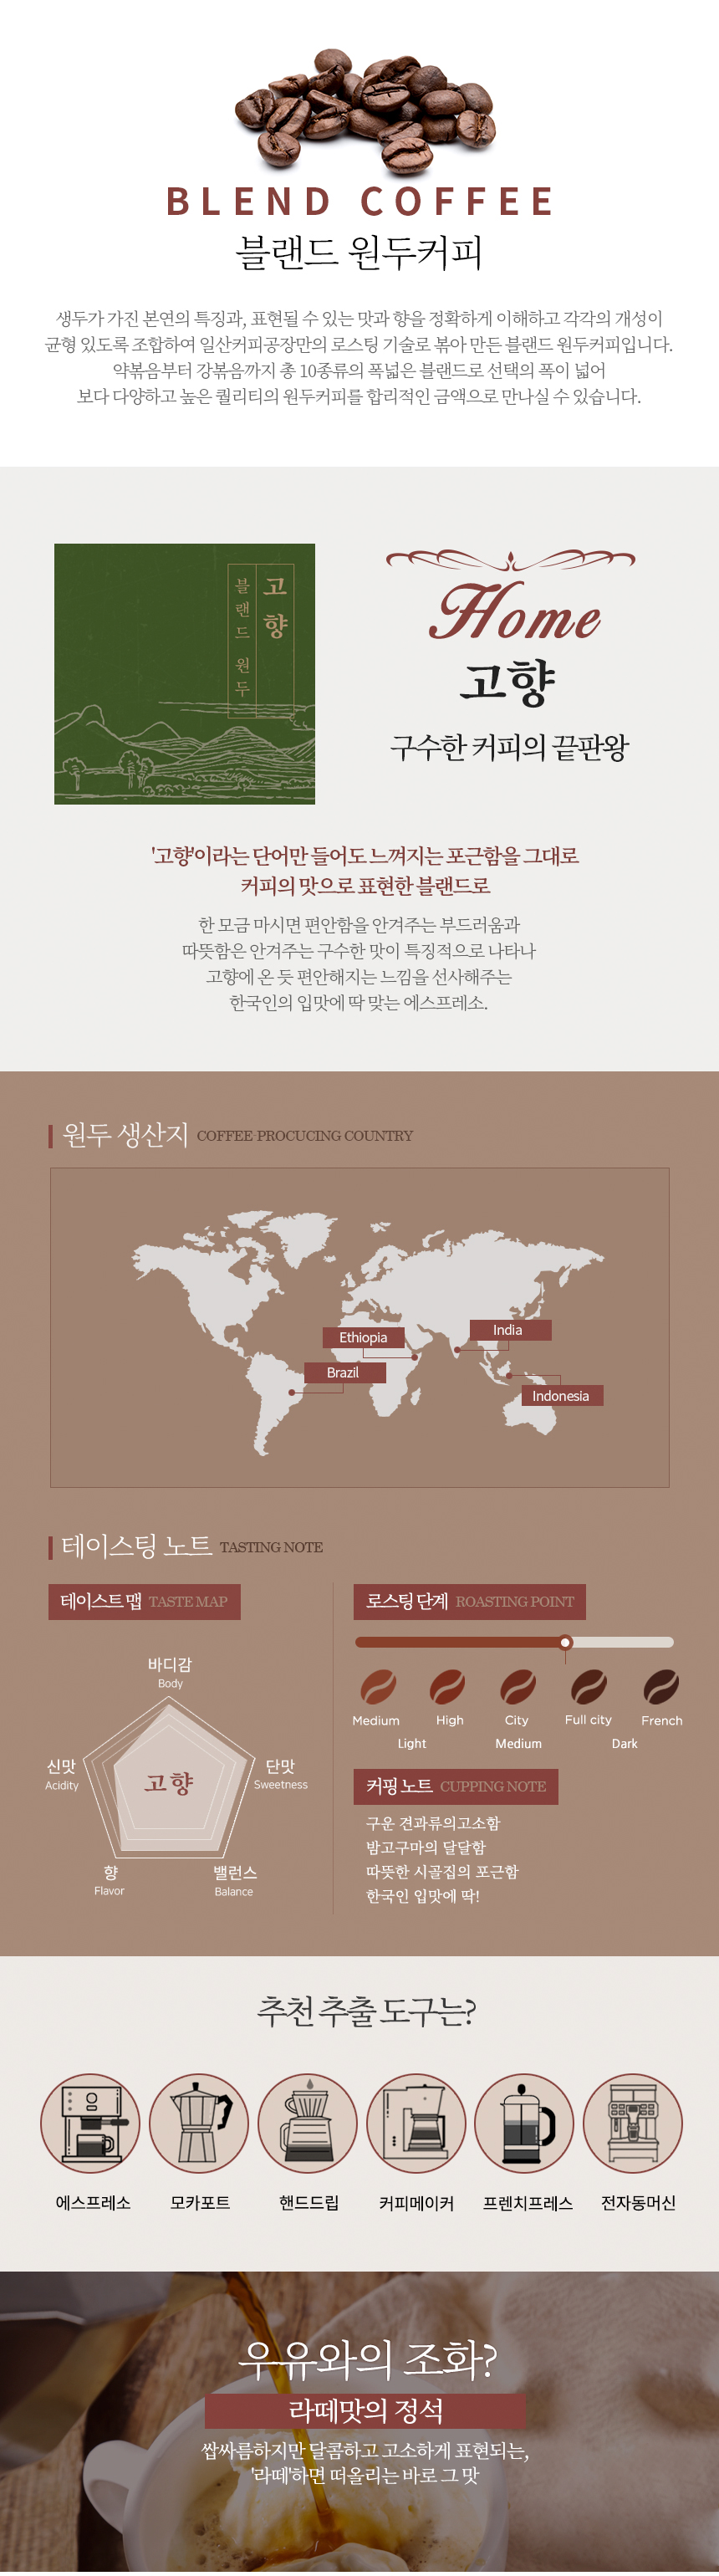 BLEND COFFEE
블랜드 원두커피
생두가 가진 본연의 특징과, 표현될 수 있는 맛과 향을 정확하게 이해하고 각각의 개성이
균형 있도록 조합하여 일산커피공장만의 로스팅 기술로 볶아 만든 블랜드 원두커피입니다.
약볶음부터 강볶음까지 총 10종류의 폭넓은 블랜드로 선택의 폭이 넓어
보다 다양하고 높은 퀄리티의 원두커피를 합리적인 금액으로 만나실 수 있습니다.
고향
블랜드 원두
Home
고향
구수한 커피의 끝판왕
'고향'이라는 단어만 들어도 느껴지는 포근함을 그대로
커피의 맛으로 표현한 블랜드로
한 모금 마시면 편안함을 안겨주는 부드러움과
따뜻함은 안겨주는 구수한 맛이 특징적으로 나타나
고향에 온 듯 편안해지는 느낌을 선사해주는
한국인의 입맛에 딱 맞는 에스프레소.
원두 생산지 COFFEE-PROCUCING COUNTRY
Ethiopia
India
Brazil
Indonesia
테이스팅 노트 TASTING NOTE
테이스트 맵 TASTE MAP
바디감
Body
신맛
Acidity
단맛
Sweetness
고향
향
Flavor
밸런스
Balance
로스팅 단계 ROASTING POINT
Medium High City Full city French
Light Medium Dark
커핑 노트 CUPPING NOTE
구운 견과류의고소함
밤고구마의 달달함
따뜻한 시골집의 포근함
한국인 입맛에 딱!
추천 추출 도구는?
에스프레소 모카포트 핸드드립 커피메이커 프렌치프레스 전자동머신
우유와의 조화?
라떼맛의 정석
쌉싸름하지만 달콤하고 고소하게 표현되는,
'라떼'하면 떠올리는 바로 그 맛